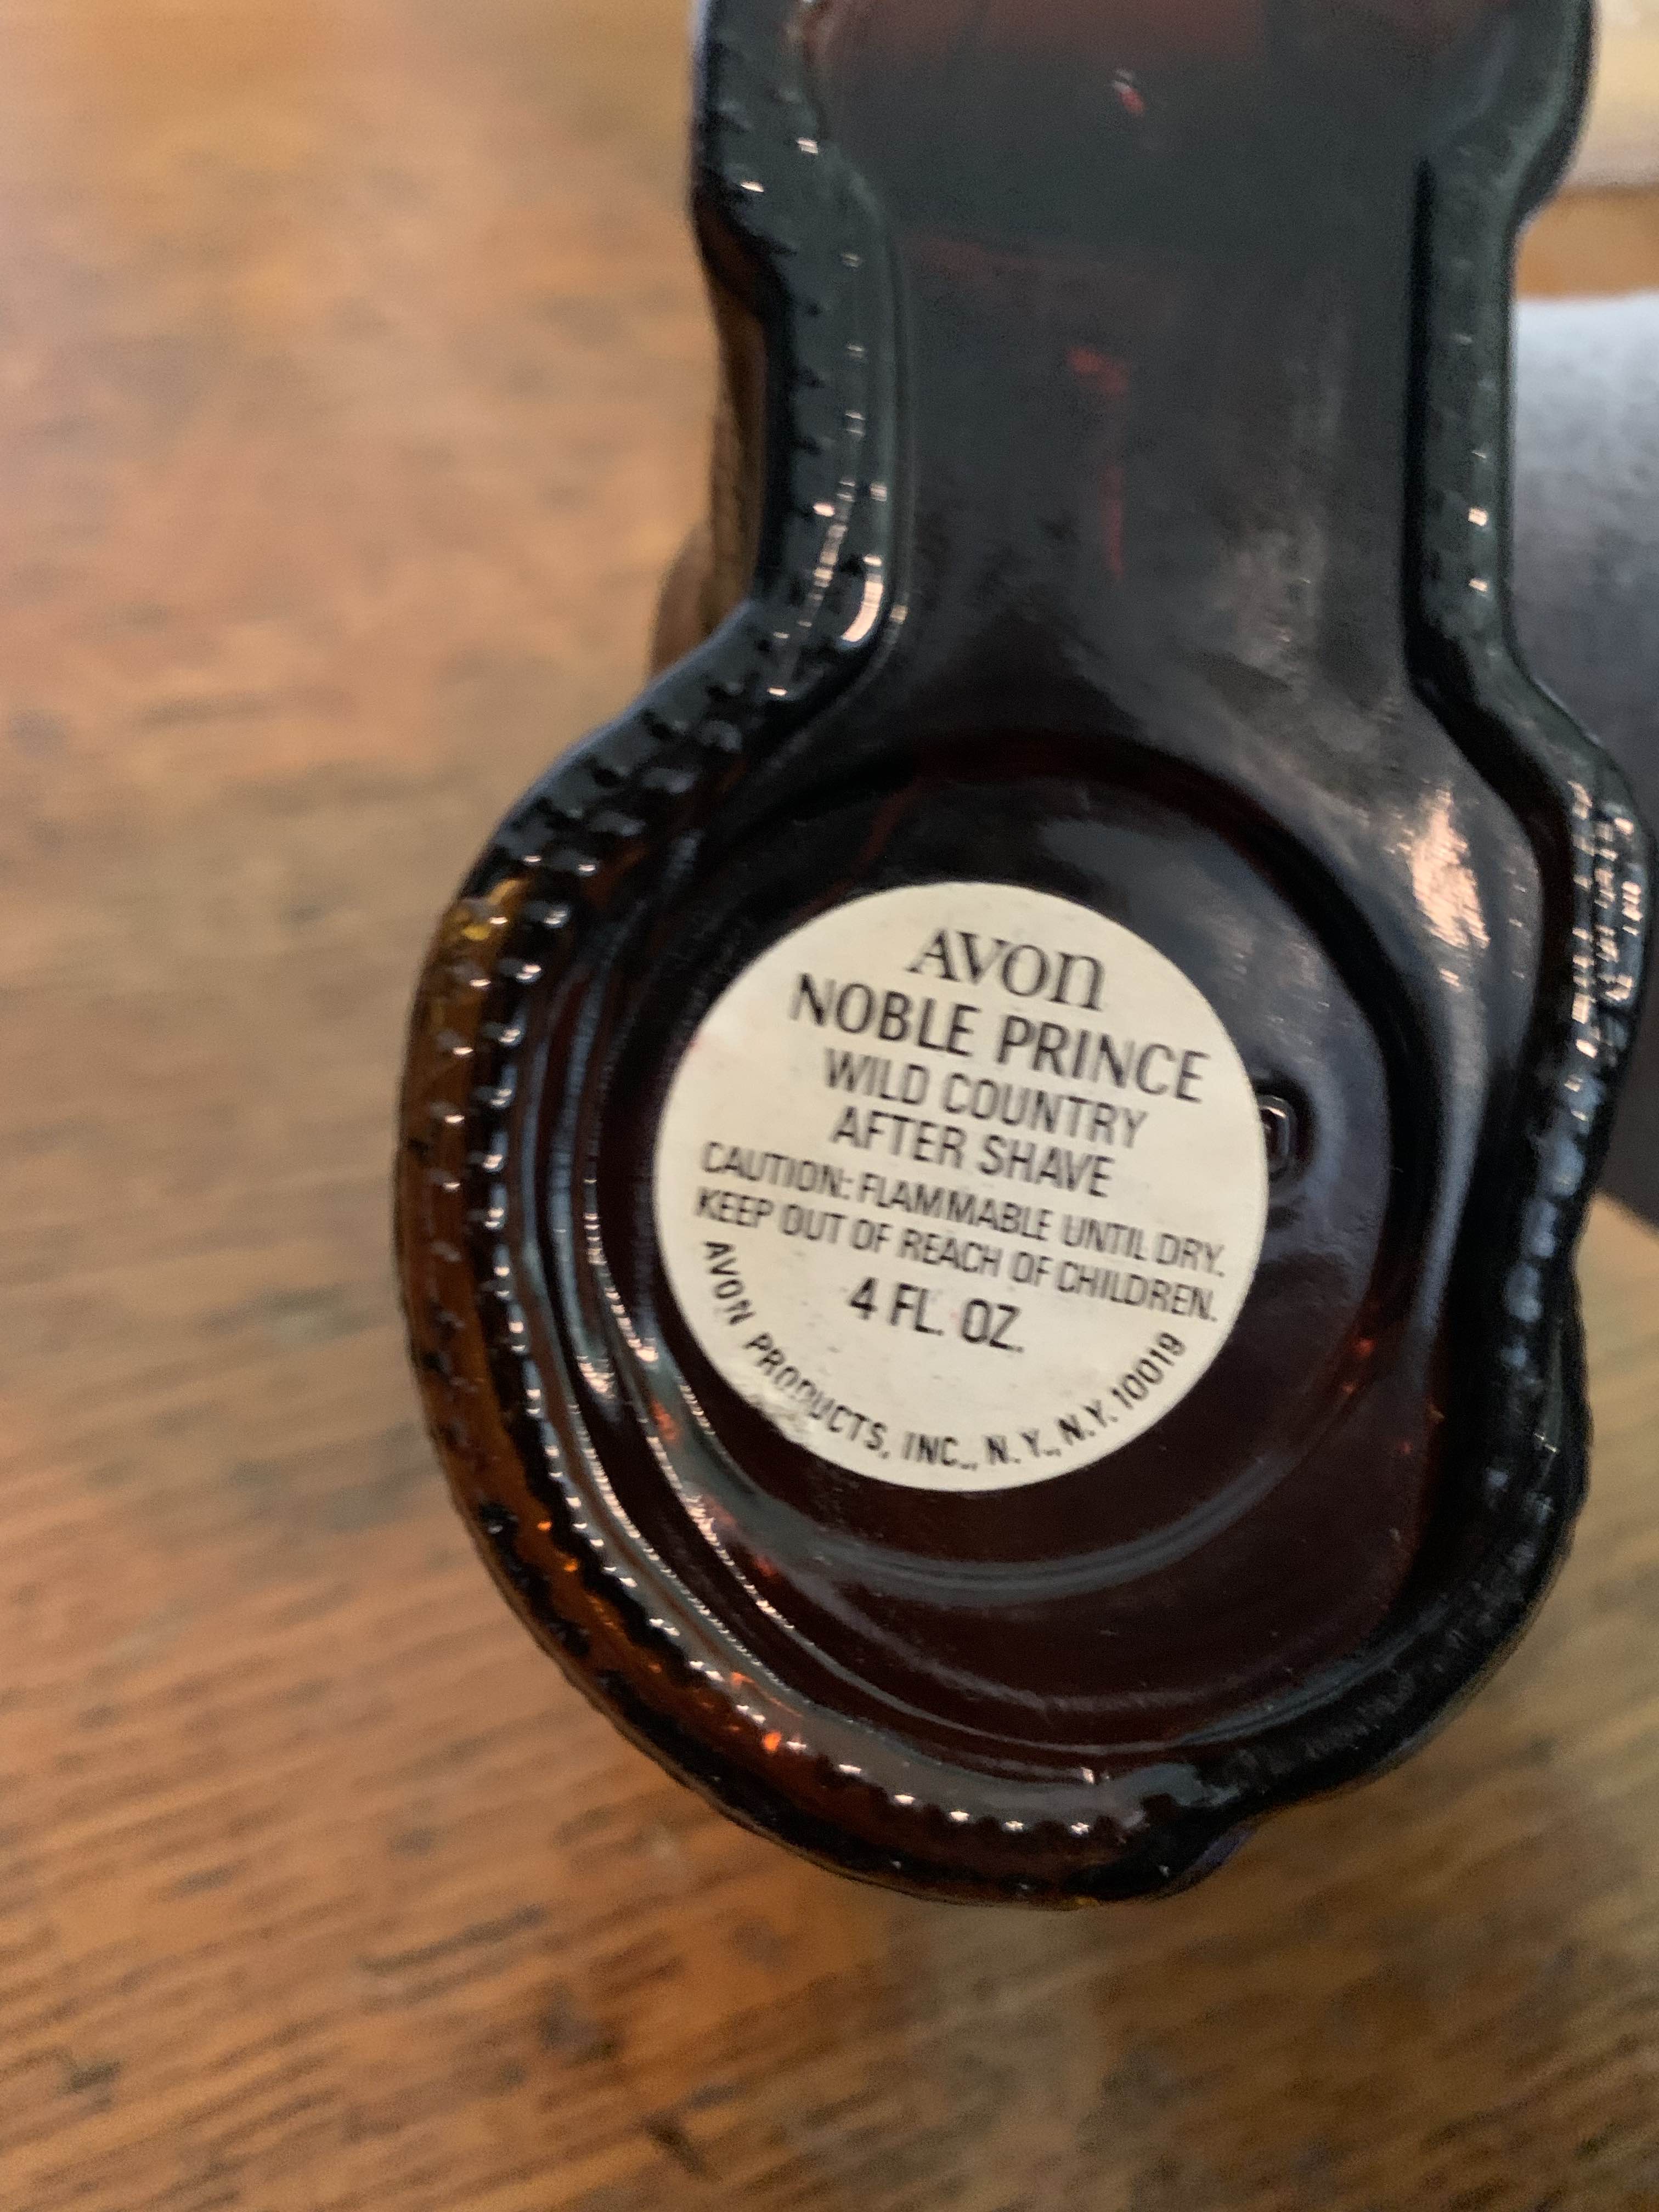 AVON
NOBLE PRINCE
WILD COUNTRY
AFTER SHAVE
CAUTION: FLAMMABLE UNTIL DRY.
KEEP OUT OF REACH OF CHILDREN.
4 FL. OZ.
AVON PRODUCTS, INC., N.Y., N.Y. 10019